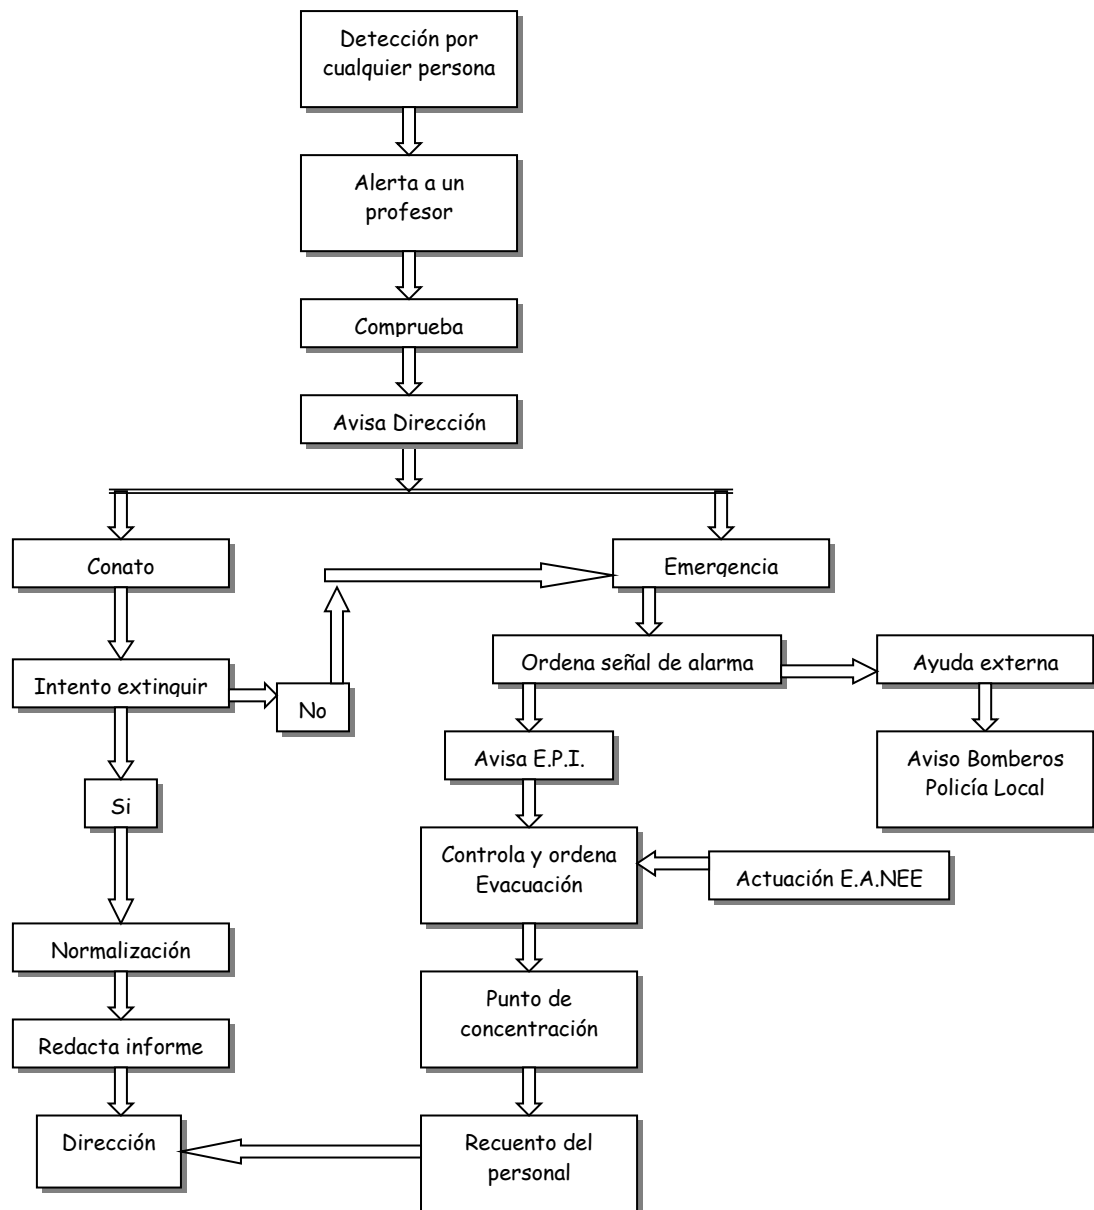 Detección por
cualquier persona
Alerta a un
profesor
Comprueba
Avisa Dirección
Conato
Emergencia
Intento extinguir
No
Ordena señal de alarma
Ayuda externa
Avisa E.P.I.
Aviso Bomberos
Policía Local
Si
Controla y ordena
Evacuación
Actuación E.A.NEE
Normalización
Punto de
concentración
Redacta informe
Dirección
Recuento del
personal